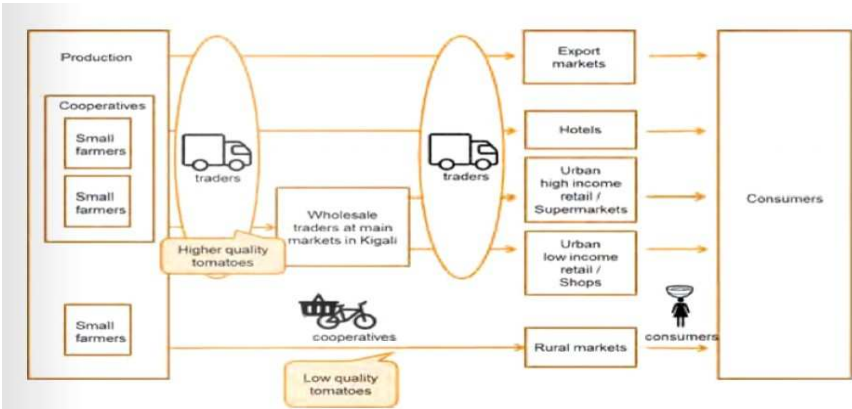 Production
Cooperatives
Small
farmers
Small
farmers
Small
farmers
traders
Higher quality
tomatoes
Wholesale
traders at main
markets in Kigali
cooperatives
Low quality
tomatoes
traders
Export
markets
Hotels
Urban
high income
retail /
Supermarkets
Urban
low income
retail /
Shops
Rural markets
consumers
Consumers